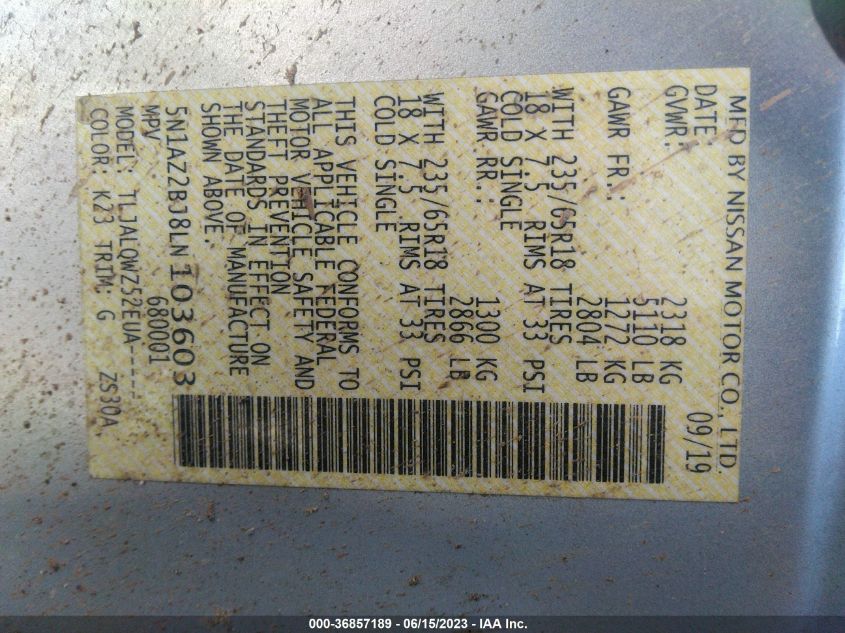 MFD BY NISSAN MOTOR CO., LTD.
DATE: 09/19
GVWR: 2318 KG
5110 LB
GAWR FR.: 1272 KG
2804 LB
WITH 235/65R18 TIRES
18 X 7.5 RIMS AT 33 PSI
COLD SINGLE
GAWR RR.: 1300 KG
2866 LB
WITH 235/65R18 TIRES
18 X 7.5 RIMS AT 33 PSI
COLD SINGLE
THIS VEHICLE CONFORMS TO
ALL APPLICABLE FEDERAL
MOTOR VEHICLE SAFETY AND
THEFT PREVENTION
STANDARDS IN EFFECT ON
THE DATE OF MANUFACTURE
SHOWN ABOVE.
5N1AZ2BJ8LN103603
MPV 680001
MODEL: TLJALQWZ52EUA-----
COLOR: K23 TRIM: G ZS30A
000-36857189 - 06/15/2023 - IAA Inc.